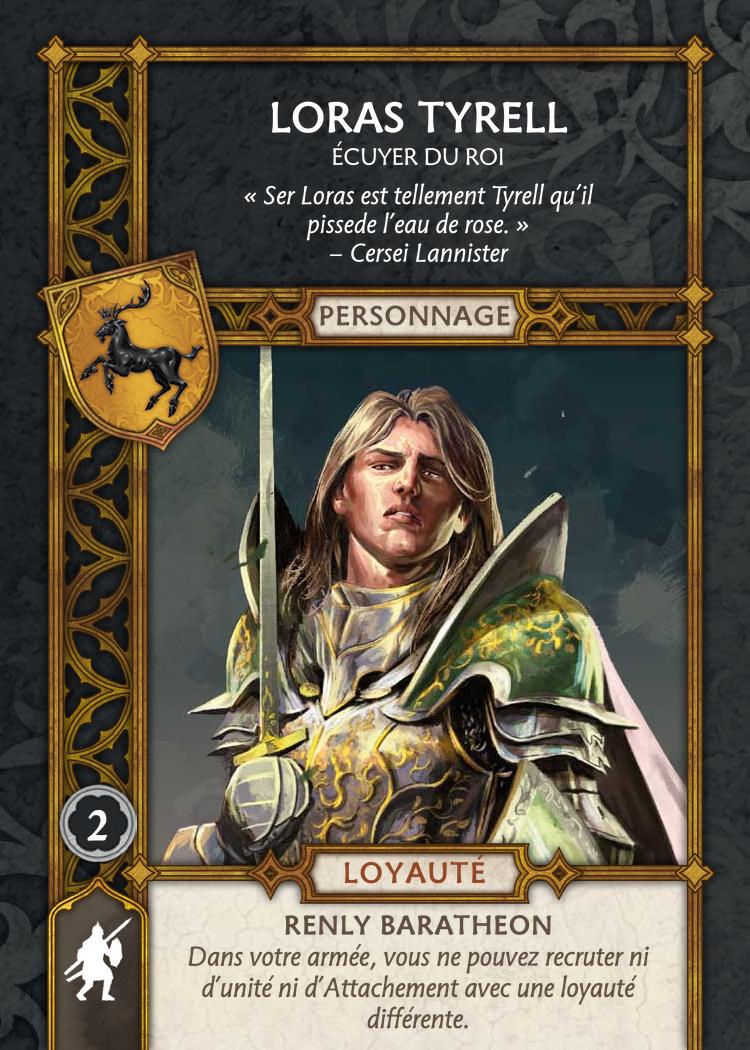 LORAS TYRELL
ÉCUYER DU ROI
« Ser Loras est tellement Tyrell qu'il
pissede l'eau de rose. »
– Cersei Lannister
PERSONNAGE
2
LOYAUTÉ
RENLY BARATHEON
Dans votre armée, vous ne pouvez recruter ni
d'unité ni d'Attachement avec une loyauté
différente.